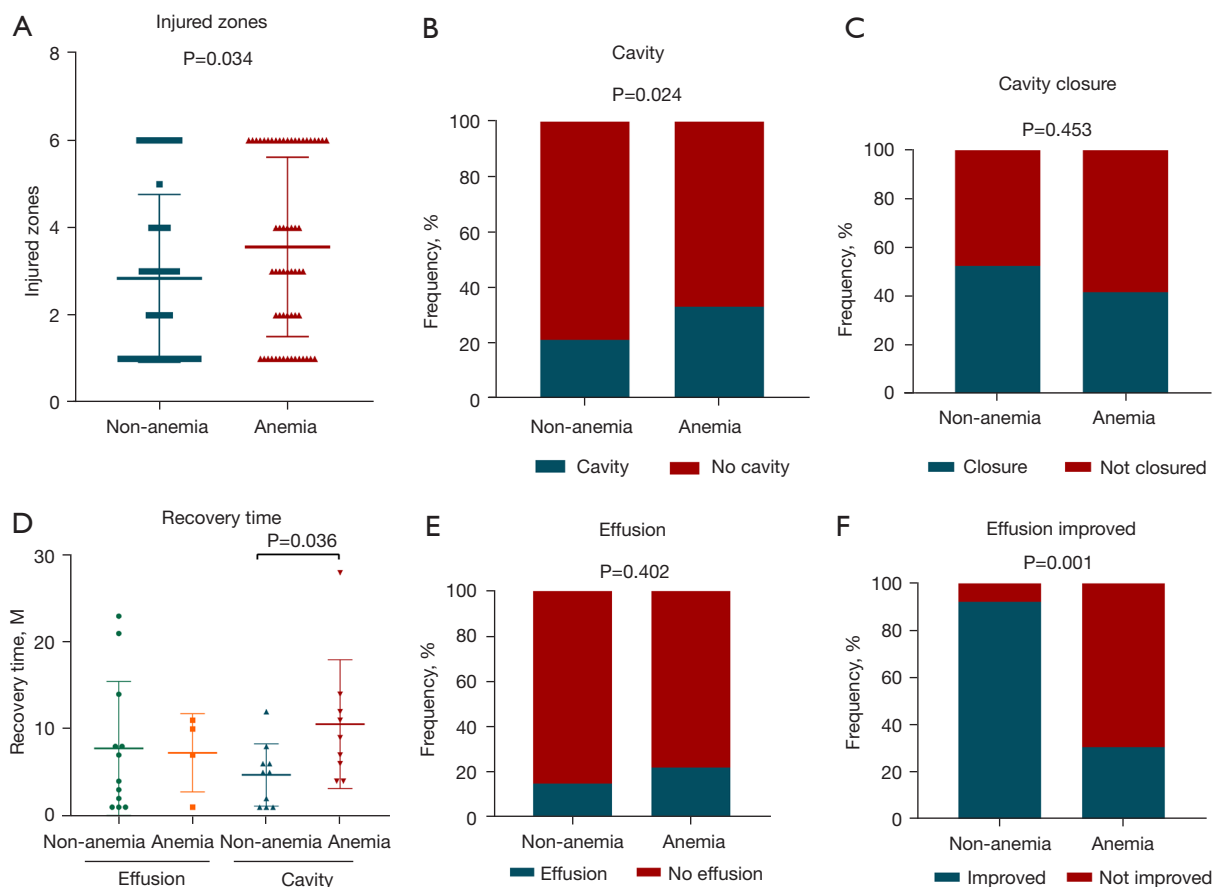 A
Injured zones
P=0.034
8
6
4
2
0
Injured zones
Non-anemia
Anemia
B
Cavity
P=0.024
100
80
60
40
20
0
Frequency, %
Non-anemia
Anemia
Cavity
No cavity
C
Cavity closure
P=0.453
100
80
60
40
20
0
Frequency, %
Non-anemia
Anemia
Closure
Not closured
D
Recovery time
P=0.036
30
20
10
0
Recovery time, M
Non-anemia Anemia Non-anemia Anemia
Effusion
Cavity
E
Effusion
P=0.402
100
80
60
40
20
0
Frequency, %
Non-anemia
Anemia
Effusion
No effusion
F
Effusion improved
P=0.001
100
80
60
40
20
0
Frequency, %
Non-anemia
Anemia
Improved
Not improved